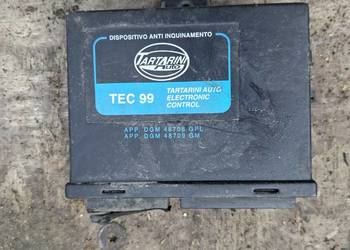 DISPOSITIVO ANTI INQUINAMENTO
TARTARINI
AUTO
TEC 99
TARTARINI AUTO
ELECTRONIC
CONTROL
APP. DGM 48708 GPL
APP. DGM 48709 GM